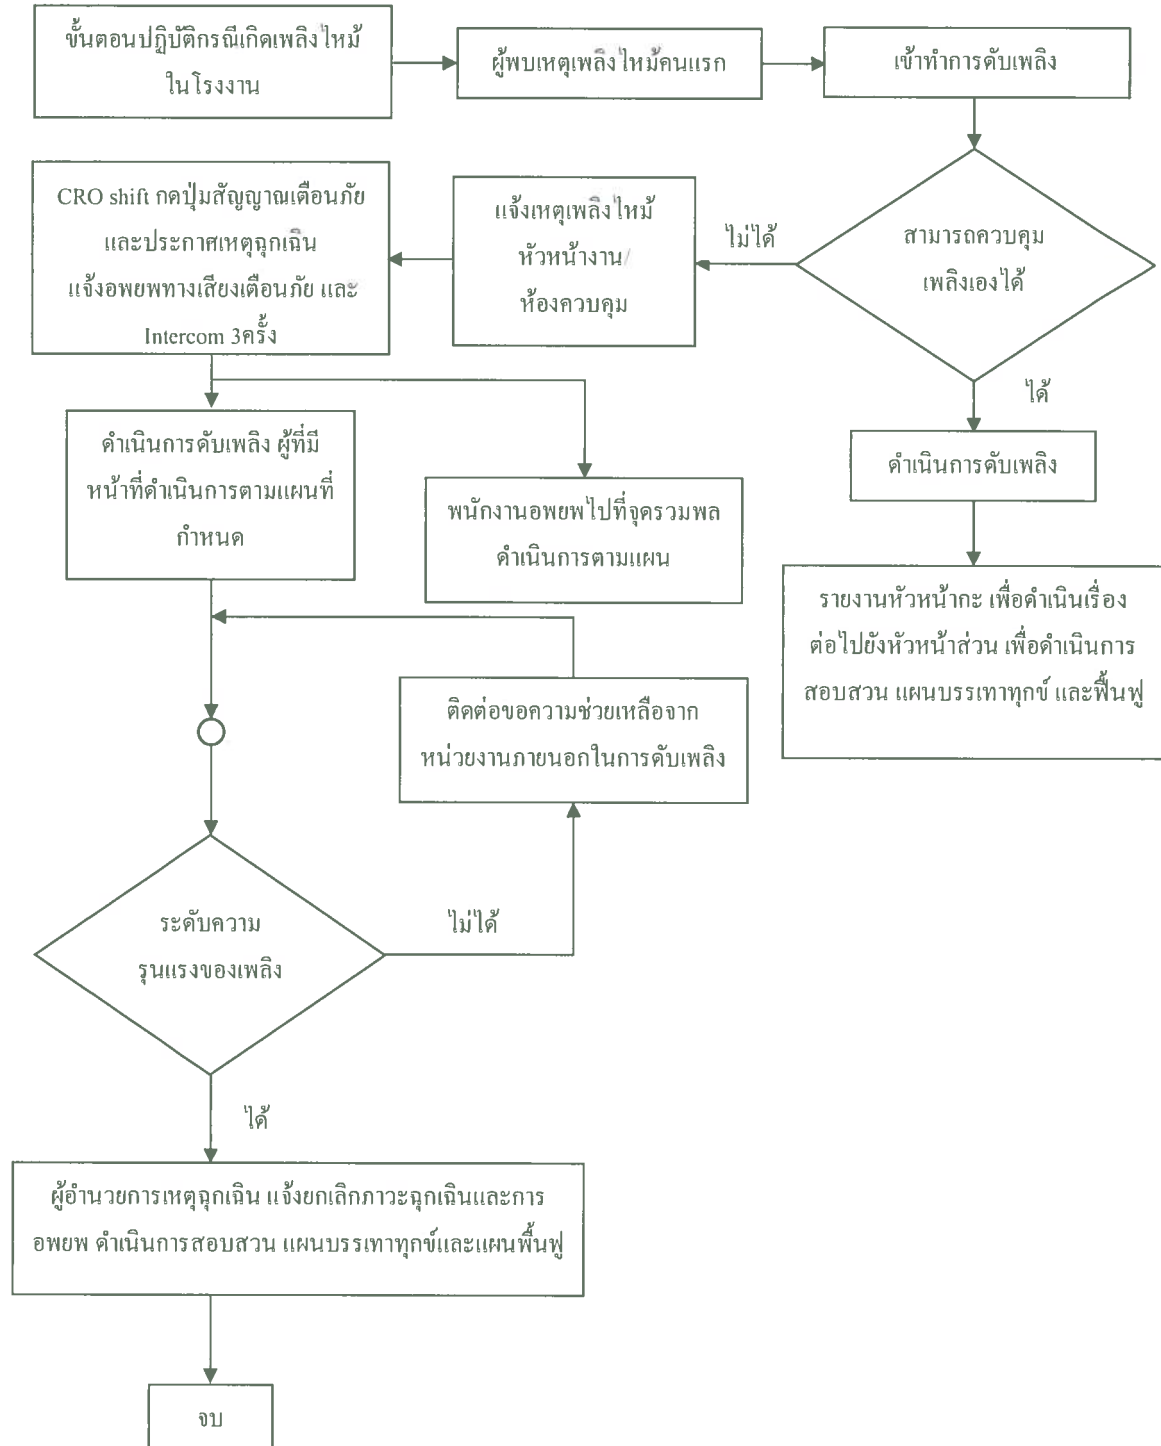 ขั้นตอนปฏิบัติกรณีเกิดเพลิงไหม้
ในโรงงาน
ผู้พบเหตุเพลิงไหม้คนแรก
เข้าทำการดับเพลิง
สามารถควบคุม
เพลิงเองได้
ไม่ได้
แจ้งเหตุเพลิงไหม้
หัวหน้างาน/
ห้องควบคุม
CRO shift กดปุ่มสัญญาณเตือนภัย
และประกาศเหตุฉุกเฉิน
แจ้งอพยพทางเสียงเตือนภัย และ
Intercom 3ครั้ง
ได้
ดำเนินการดับเพลิง
รายงานหัวหน้ากะ เพื่อดำเนินเรื่อง
ต่อไปยังหัวหน้าส่วน เพื่อดำเนินการ
สอบสวน แผนบรรเทาทุกข์ และฟื้นฟู
ดำเนินการดับเพลิง ผู้ที่มี
หน้าที่ดำเนินการตามแผนที่
กำหนด
พนักงานอพยพไปที่จุดรวมพล
ดำเนินการตามแผน
ติดต่อขอความช่วยเหลือจาก
หน่วยงานภายนอกในการดับเพลิง
ระดับความ
รุนแรงของเพลิง
ไม่ได้
ได้
ผู้อำนวยการเหตุฉุกเฉิน แจ้งยกเลิกภาวะฉุกเฉินและการ
อพยพ ดำเนินการสอบสวน แผนบรรเทาทุกข์และแผนฟื้นฟู
จบ